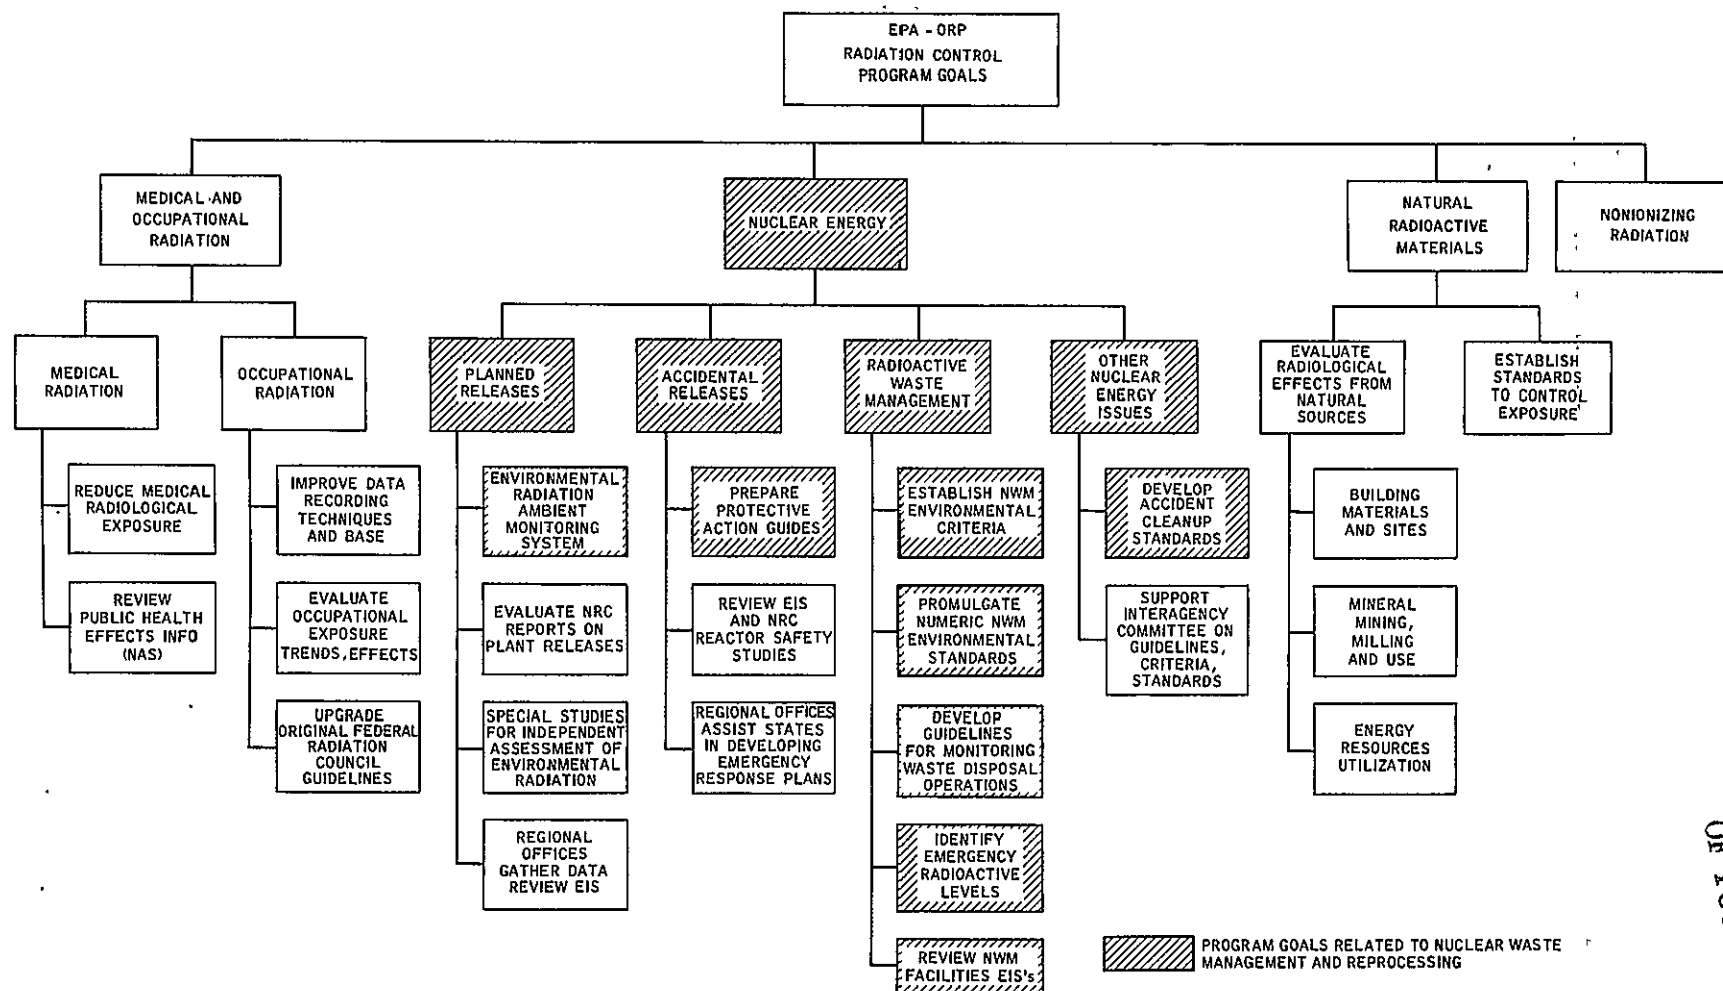 EPA - ORP
RADIATION CONTROL
PROGRAM GOALS
MEDICAL AND
OCCUPATIONAL
RADIATION
NUCLEAR ENERGY
NATURAL
RADIOACTIVE
MATERIALS
NONIONIZING
RADIATION
MEDICAL
RADIATION
OCCUPATIONAL
RADIATION
PLANNED
RELEASES
ACCIDENTAL
RELEASES
RADIOACTIVE
WASTE
MANAGEMENT
OTHER
NUCLEAR
ENERGY
ISSUES
EVALUATE
RADIOLOGICAL
EFFECTS FROM
NATURAL
SOURCES
ESTABLISH
STANDARDS
TO CONTROL
EXPOSURE
REDUCE MEDICAL
RADIOLOGICAL
EXPOSURE
REVIEW
PUBLIC HEALTH
EFFECTS INFO
(NAS)
IMPROVE DATA
RECORDING
TECHNIQUES
AND BASE
EVALUATE
OCCUPATIONAL
EXPOSURE
TRENDS, EFFECTS
UPGRADE
ORIGINAL FEDERAL
RADIATION
COUNCIL
GUIDELINES
ENVIRONMENTAL
RADIATION
AMBIENT
MONITORING
SYSTEM
EVALUATE NRC
REPORTS ON
PLANT RELEASES
SPECIAL STUDIES
FOR INDEPENDENT
ASSESSMENT OF
ENVIRONMENTAL
RADIATION
REGIONAL
OFFICES
GATHER DATA
REVIEW EIS
PREPARE
PROTECTIVE
ACTION GUIDES
REVIEW EIS
AND NRC
REACTOR SAFETY
STUDIES
REGIONAL OFFICES
ASSIST STATES
IN DEVELOPING
EMERGENCY
RESPONSE PLANS
ESTABLISH NWM
ENVIRONMENTAL
CRITERIA
PROMULGATE
NUMERIC NWM
ENVIRONMENTAL
STANDARDS
DEVELOP
GUIDELINES
FOR MONITORING
WASTE DISPOSAL
OPERATIONS
IDENTIFY
EMERGENCY
RADIOACTIVE
LEVELS
REVIEW NWM
FACILITIES EIS's
DEVELOP
ACCIDENT
CLEANUP
STANDARDS
SUPPORT
INTERAGENCY
COMMITTEE ON
GUIDELINES,
CRITERIA,
STANDARDS
BUILDING
MATERIALS
AND SITES
MINERAL
MINING,
MILLING
AND USE
ENERGY
RESOURCES
UTILIZATION
PROGRAM GOALS RELATED TO NUCLEAR WASTE
MANAGEMENT AND REPROCESSING